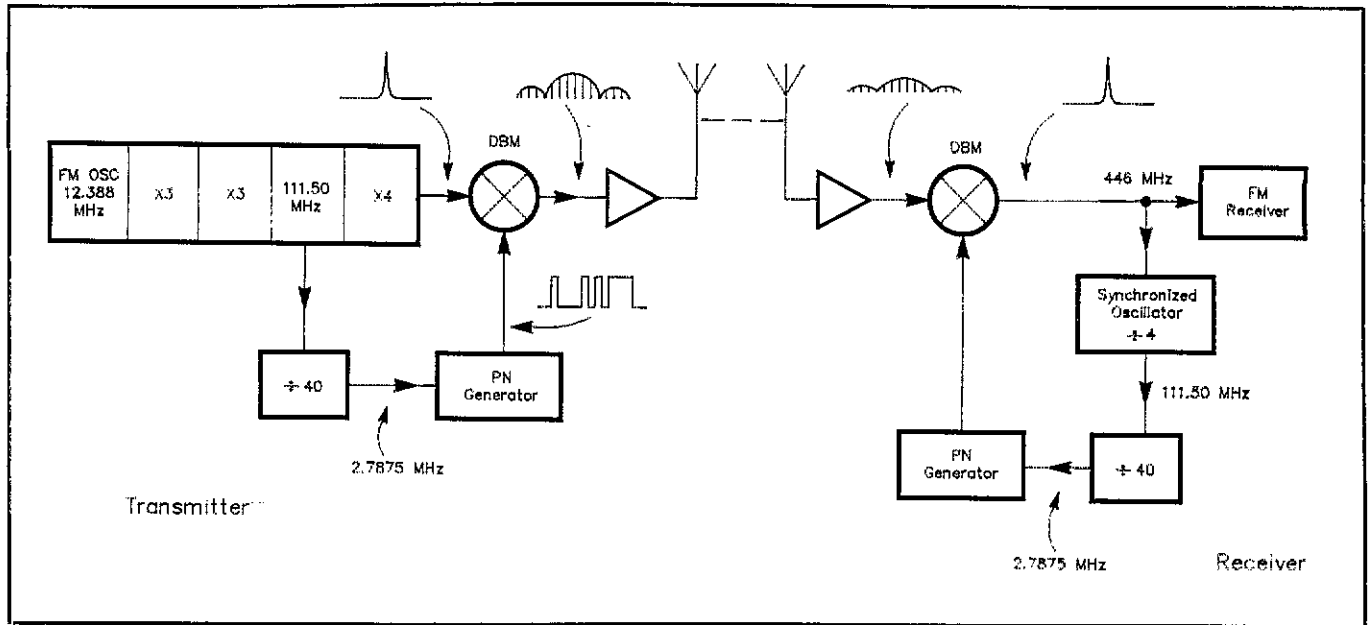 DBM
DBM
FM OSC
12.388
MHz
X3
X3
111.50
MHz
X4
446 MHz
FM
Receiver
Synchronized
Oscillator
÷ 4
÷ 40
PN
Generator
111.50 MHz
2.7875 MHz
PN
Generator
÷ 40
Transmitter
2.7875 MHz
Receiver